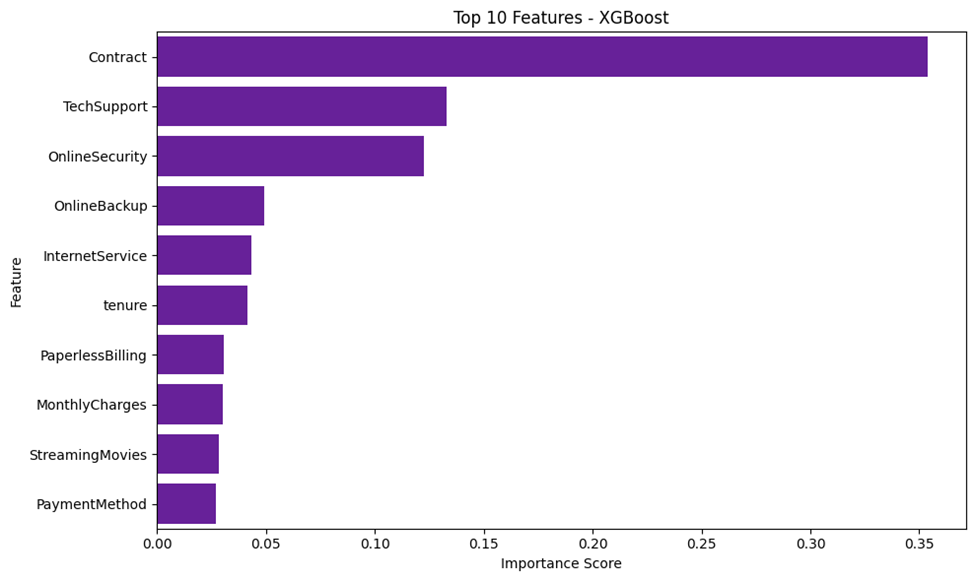 Top 10 Features - XGBoost
Contract
TechSupport
OnlineSecurity
OnlineBackup
InternetService
tenure
PaperlessBilling
MonthlyCharges
StreamingMovies
PaymentMethod
Feature
0.00 0.05 0.10 0.15 0.20 0.25 0.30 0.35
Importance Score